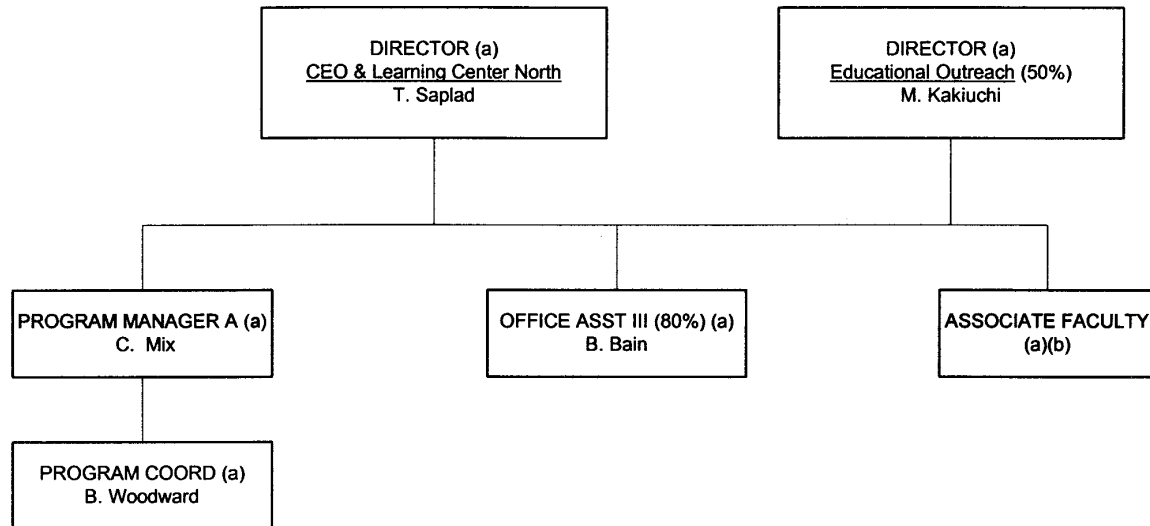 DIRECTOR (a)
CEO & Learning Center North
T. Saplad
DIRECTOR (a)
Educational Outreach (50%)
M. Kakiuchi
PROGRAM MANAGER A (a)
C. Mix
OFFICE ASST III (80%) (a)
B. Bain
ASSOCIATE FACULTY
(a)(b)
PROGRAM COORD (a)
B. Woodward